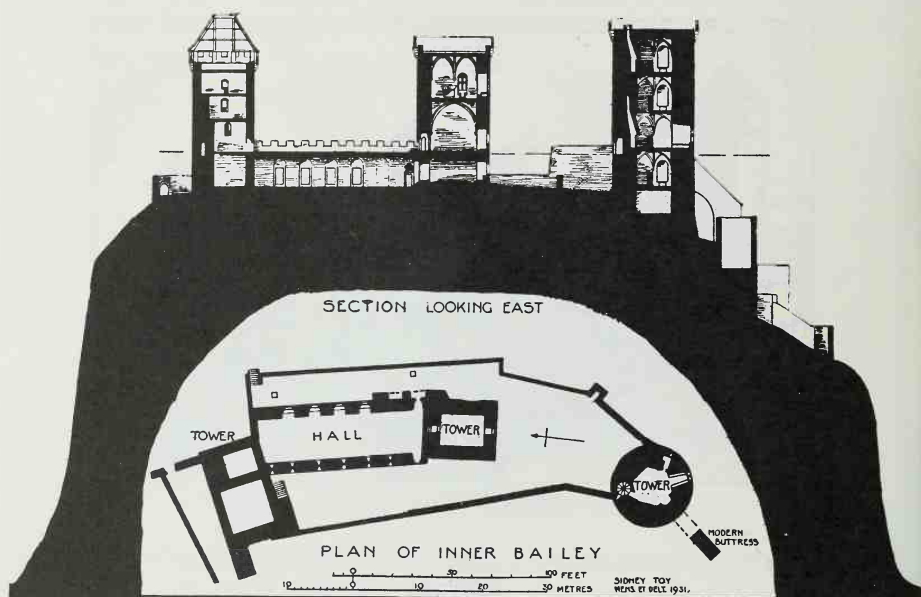 SECTION LOOKING EAST
TOWER
HALL
TOWER
TOWER
MODERN
BUTTRESS
PLAN OF INNER BAILEY
0 50 100 FEET
10 0 10 20 30 METRES
SIDNEY TOY
MENS. ET DELT. 1931.